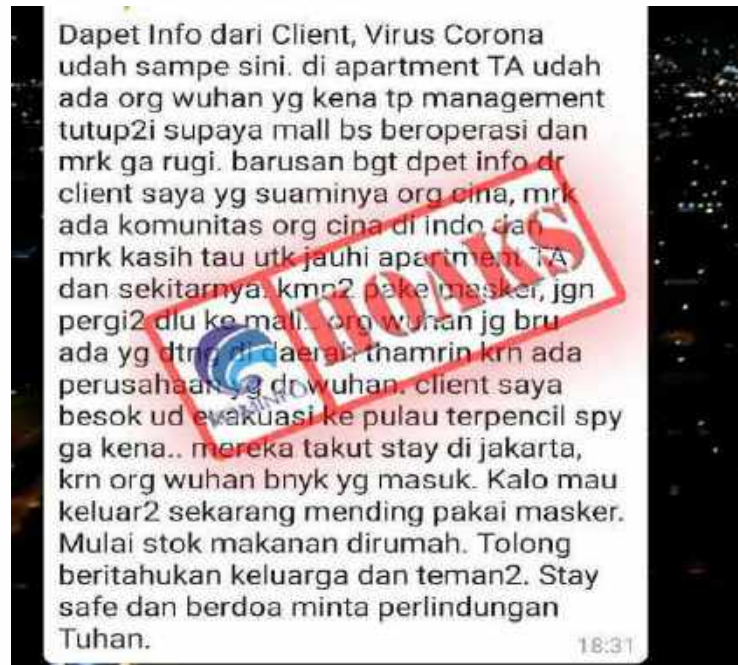 Dapet Info dari Client, Virus Corona
udah sampe sini. di apartment TA udah
ada org wuhan yg kena tp management
tutup2i supaya mall bs beroperasi dan
mrk ga rugi. barusan bgt dpet info dr
client saya yg suaminya org cina, mrk
ada komunitas org cina di indo dan
mrk kasih tau utk jauhi apartment TA
dan sekitarnya. kmn2 pake masker, jgn
pergi2 dlu ke mall.. org wuhan jg bru
ada yg dtng di daerah thamrin krn ada
perusahaan yg dr wuhan. client saya
besok ud evakuasi ke pulau terpencil spy
ga kena.. mereka takut stay di jakarta,
krn org wuhan bnyk yg masuk. Kalo mau
keluar2 sekarang mending pakai masker.
Mulai stok makanan dirumah. Tolong
beritahukan keluarga dan teman2. Stay
safe dan berdoa minta perlindungan
Tuhan.
18:31
HOAKS
KOMINFO